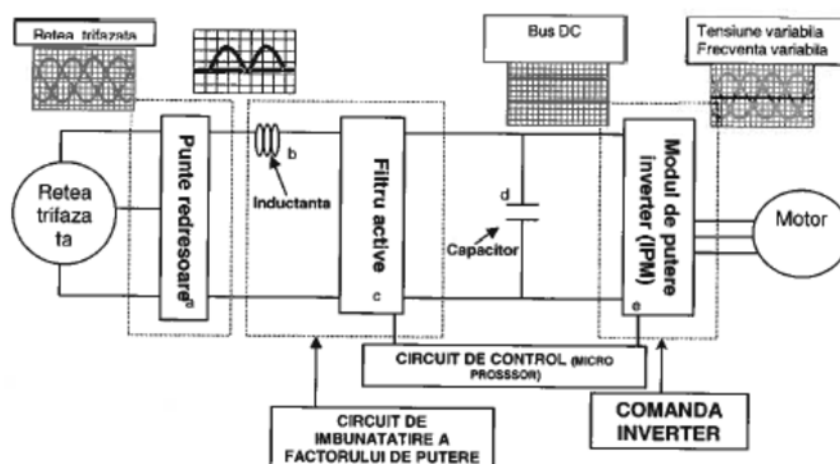 Retea trifazata
Bus DC
Tensiune variabila
Frecventa variabila
Retea
trifaza
ta
Punte redresoare
b
Inductanta
Filtru active
c
d
Capacitor
Modul de putere
inverter (IPM)
e
Motor
CIRCUIT DE CONTROL (MICRO
PROSSSOR)
CIRCUIT DE
IMBUNATATIRE A
FACTORULUI DE PUTERE
COMANDA
INVERTER